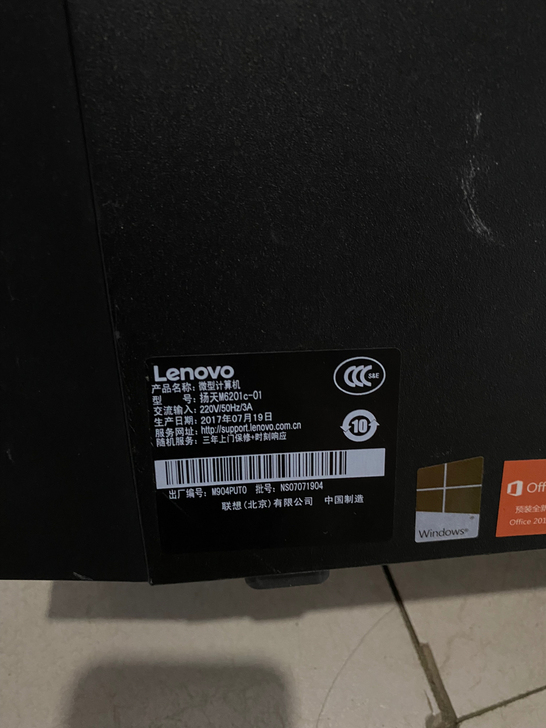 Lenovo
产品名称: 微型计算机
型 号: 扬天M6201c-01
交流输入: 220V/50Hz/3A
生产日期: 2017年07月19日
服务网址: http://support.lenovo.com.cn
随机服务: 三年上门保修+时刻响应
CCC S&E
10
出厂编号: M904PUT0 批号: NS07071904
联想(北京)有限公司 中国制造
Windows®
Off
预装全
Office 201